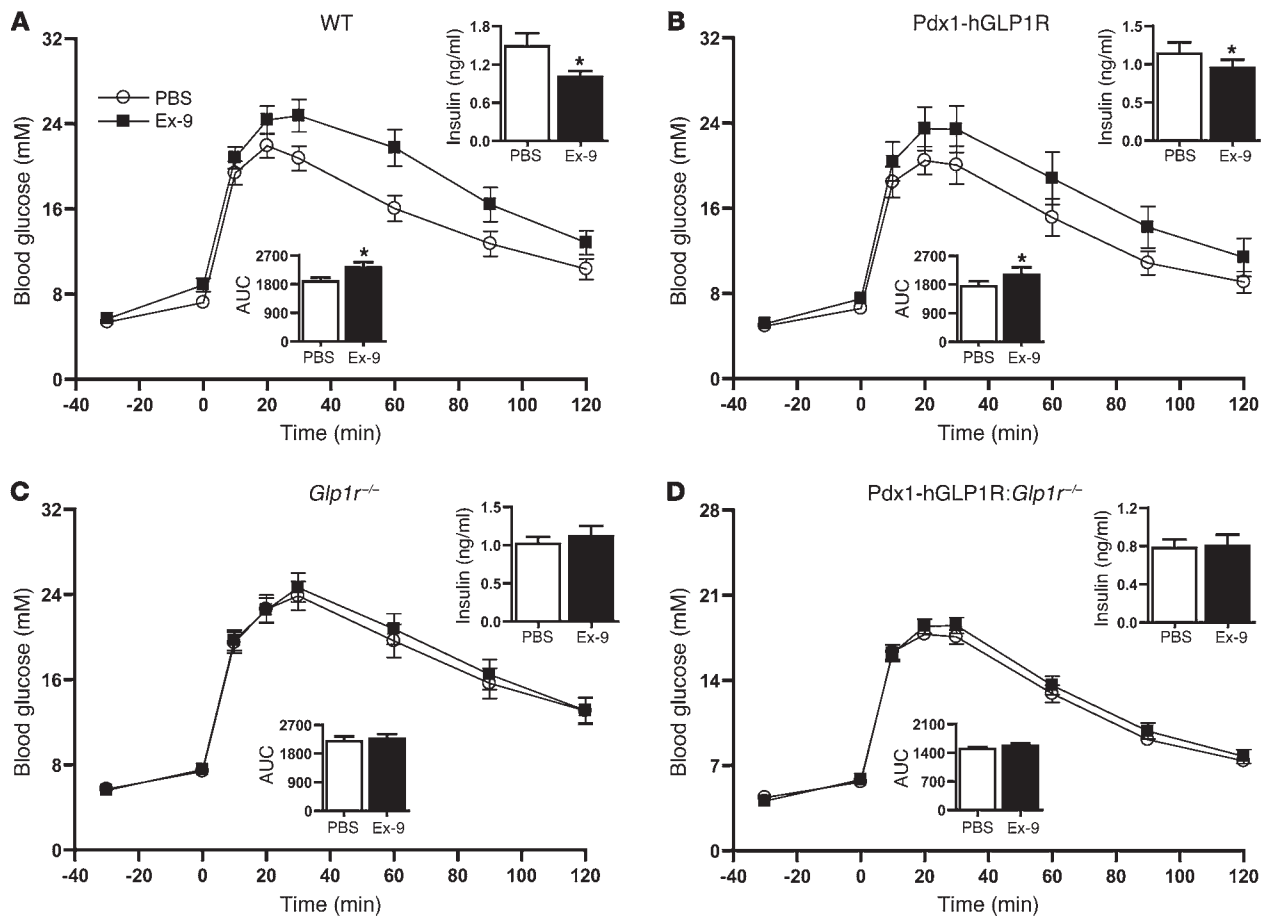 A
WT
32
24
16
8
0
Blood glucose (mM)
PBS
Ex-9
-40 -20 0 20 40 60 80 100 120
Time (min)
1.8
1.2
0.6
0.0
Insulin (ng/ml)
*
PBS Ex-9
2700
1800
900
0
AUC
*
PBS Ex-9
B
Pdx1-hGLP1R
32
24
16
8
0
Blood glucose (mM)
-40 -20 0 20 40 60 80 100 120
Time (min)
1.5
1.0
1.5
0.0
Insulin (ng/ml)
*
PBS Ex-9
2700
1800
900
0
AUC
*
PBS Ex-9
C
Glp1r–/–
32
24
16
8
0
Blood glucose (mM)
-40 -20 0 20 40 60 80 100 120
Time (min)
1.5
1.0
0.5
0.0
Insulin (ng/ml)
PBS Ex-9
2700
1800
900
0
AUC
PBS Ex-9
D
Pdx1-hGLP1R:Glp1r–/–
28
21
14
7
0
Blood glucose (mM)
-40 -20 0 20 40 60 80 100 120
Time (min)
1.2
0.8
0.4
0.0
Insulin (ng/ml)
PBS Ex-9
2100
1400
700
0
AUC
PBS Ex-9